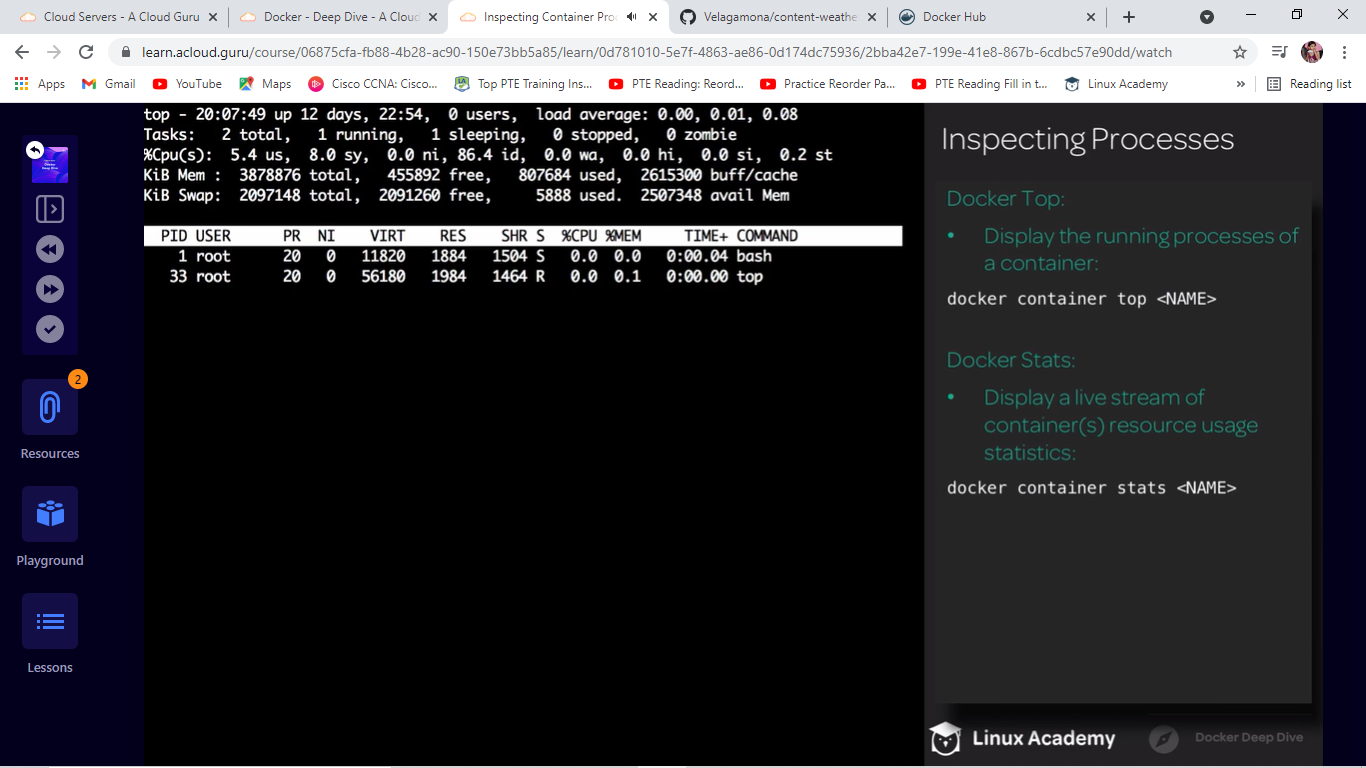 Cloud Servers - A Cloud Guru
Docker - Deep Dive - A Cloud
Inspecting Container Pro
Velagamona/content-weathe
Docker Hub
learn.acloud.guru/course/06875cfa-fb88-4b28-ac90-150e73bb5a85/learn/0d781010-5e7f-4863-ae86-0d174dc75936/2bba42e7-199e-41e8-867b-6cdbc57e90dd/watch
Apps
Gmail
YouTube
Maps
Cisco CCNA: Cisco...
Top PTE Training Ins...
PTE Reading: Reord...
Practice Reorder Pa...
PTE Reading Fill in t...
Linux Academy
»
Reading list
2
Resources
Playground
Lessons
top - 20:07:49 up 12 days, 22:54,  0 users,  load average: 0.00, 0.01, 0.08
Tasks:   2 total,   1 running,   1 sleeping,   0 stopped,   0 zombie
%Cpu(s):  5.4 us,  8.0 sy,  0.0 ni, 86.4 id,  0.0 wa,  0.0 hi,  0.0 si,  0.2 st
KiB Mem :  3878876 total,   455892 free,   807684 used,  2615300 buff/cache
KiB Swap:  2097148 total,  2091260 free,     5888 used.  2507348 avail Mem
PID USER      PR  NI    VIRT    RES    SHR S  %CPU %MEM     TIME+ COMMAND
1 root      20   0   11820   1884   1504 S   0.0  0.0   0:00.04 bash
33 root      20   0   56180   1984   1464 R   0.0  0.1   0:00.00 top
Inspecting Processes
Docker Top:
• Display the running processes of
a container:
docker container top <NAME>
Docker Stats:
• Display a live stream of
container(s) resource usage
statistics:
docker container stats <NAME>
Linux Academy
Docker Deep Dive